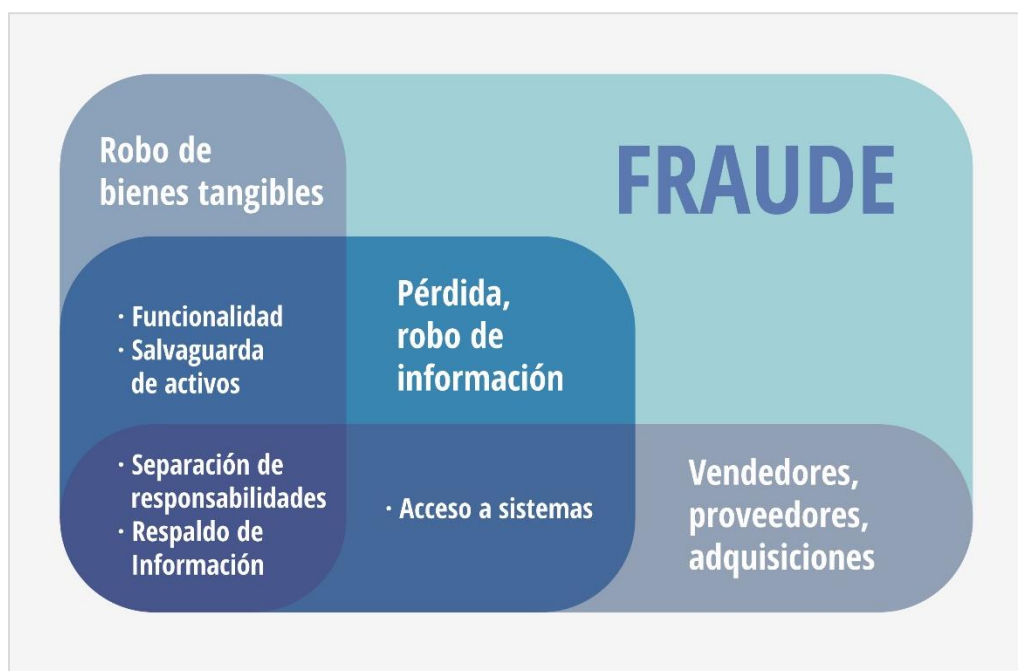 Robo de
bienes tangibles
FRAUDE
· Funcionalidad
· Salvaguarda
de activos
Pérdida,
robo de
información
· Separación de
responsabilidades
· Respaldo de
Información
· Acceso a sistemas
Vendedores,
proveedores,
adquisiciones